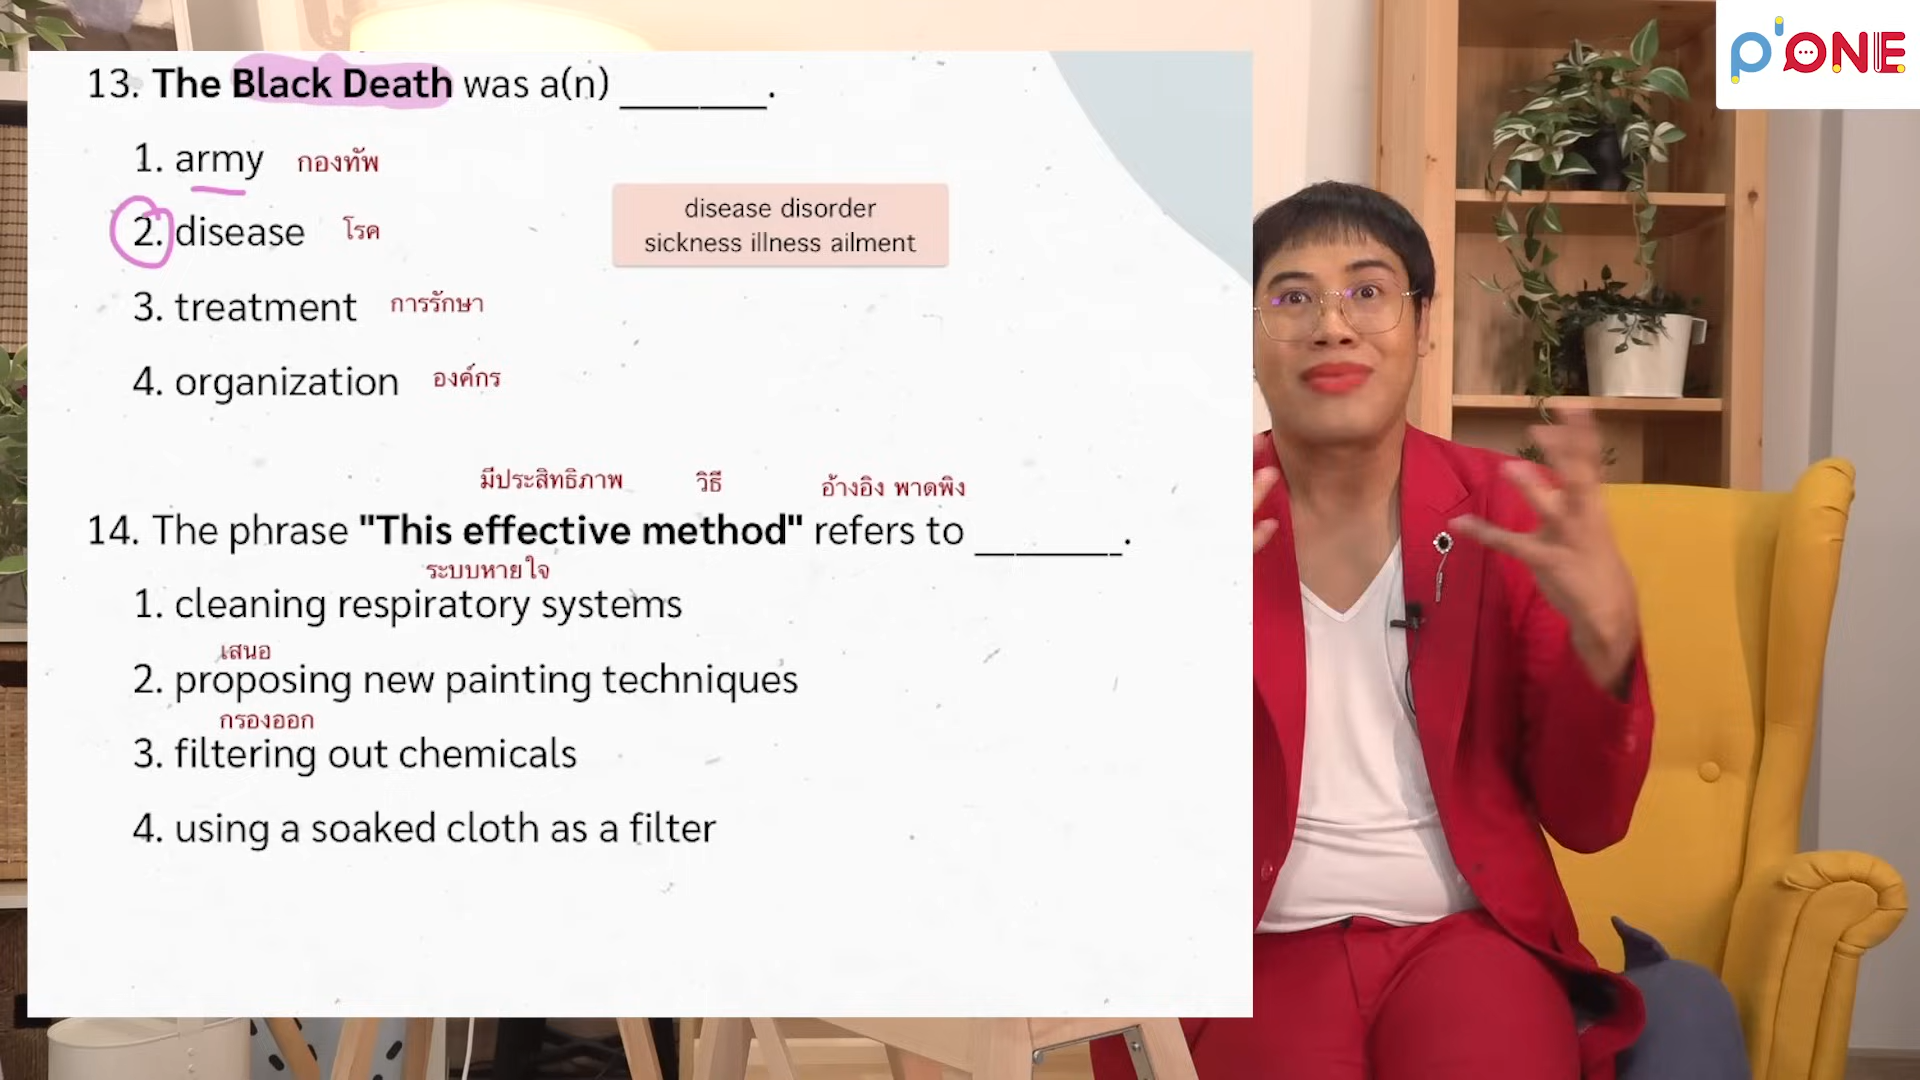 13. The Black Death was a(n) ______.
1. army กองทัพ
2. disease โรค
disease disorder
sickness illness ailment
3. treatment การรักษา
4. organization องค์กร
มีประสิทธิภาพ วิธี อ้างอิง พาดพิง
14. The phrase "This effective method" refers to ______.
ระบบหายใจ
1. cleaning respiratory systems
เสนอ
2. proposing new painting techniques
กรองออก
3. filtering out chemicals
4. using a soaked cloth as a filter
P'ONE